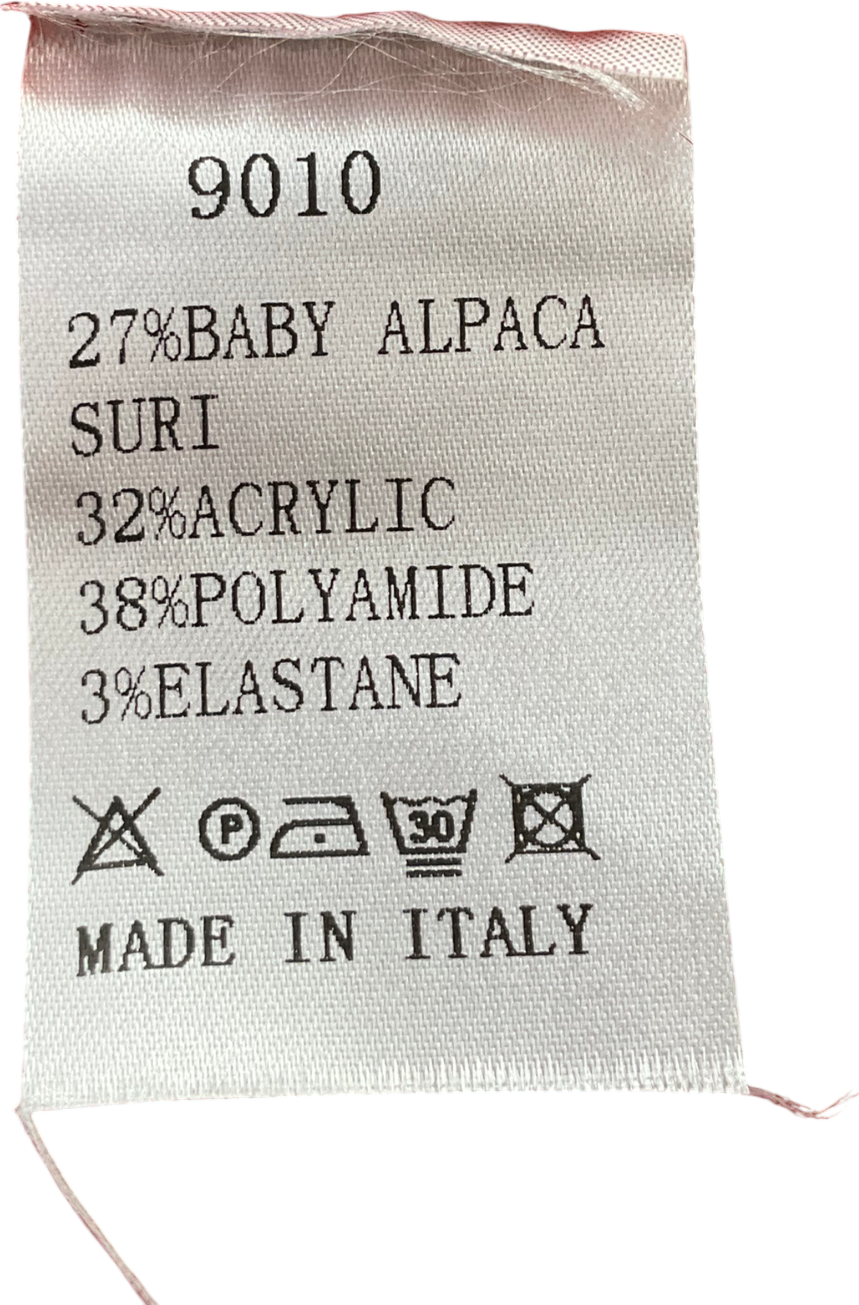 9010
27%BABY ALPACA
SURI
32%ACRYLIC
38%POLYAMIDE
3%ELASTANE
P 30
MADE IN ITALY